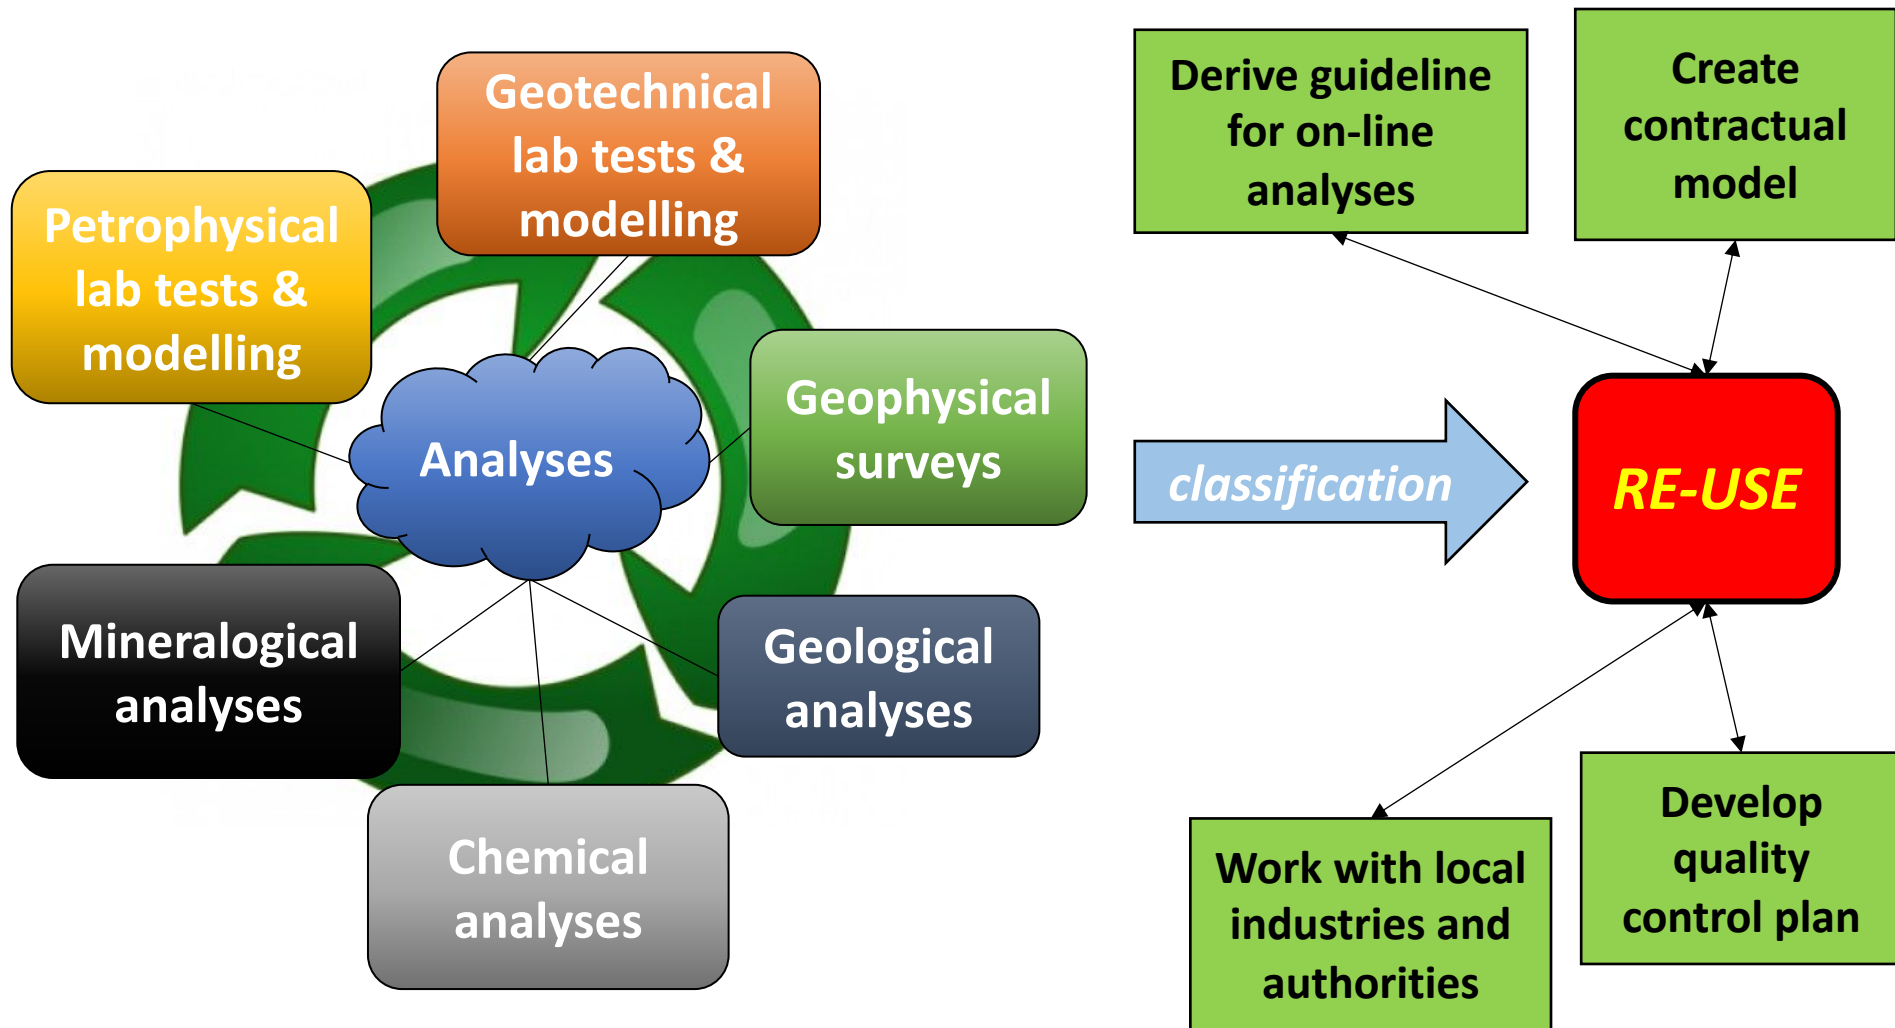 Geotechnical
lab tests &
modelling
Petrophysical
lab tests &
modelling
Analyses
Geophysical
surveys
Mineralogical
analyses
Geological
analyses
Chemical
analyses
classification
Derive guideline
for on-line
analyses
Create
contractual
model
RE-USE
Work with local
industries and
authorities
Develop
quality
control plan